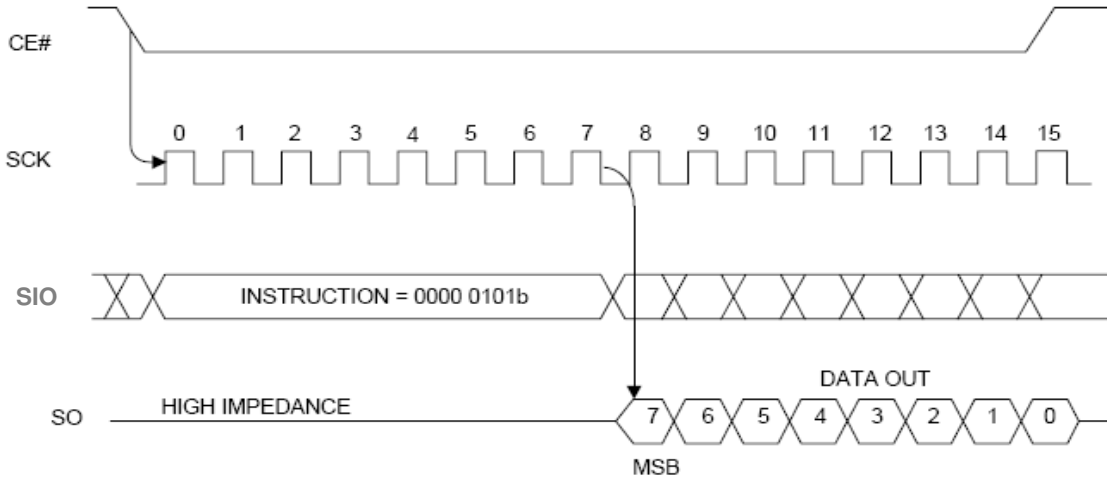 CE#
0 1 2 3 4 5 6 7 8 9 10 11 12 13 14 15
SCK
SIO
INSTRUCTION = 0000 0101b
DATA OUT
SO
HIGH IMPEDANCE
7 6 5 4 3 2 1 0
MSB